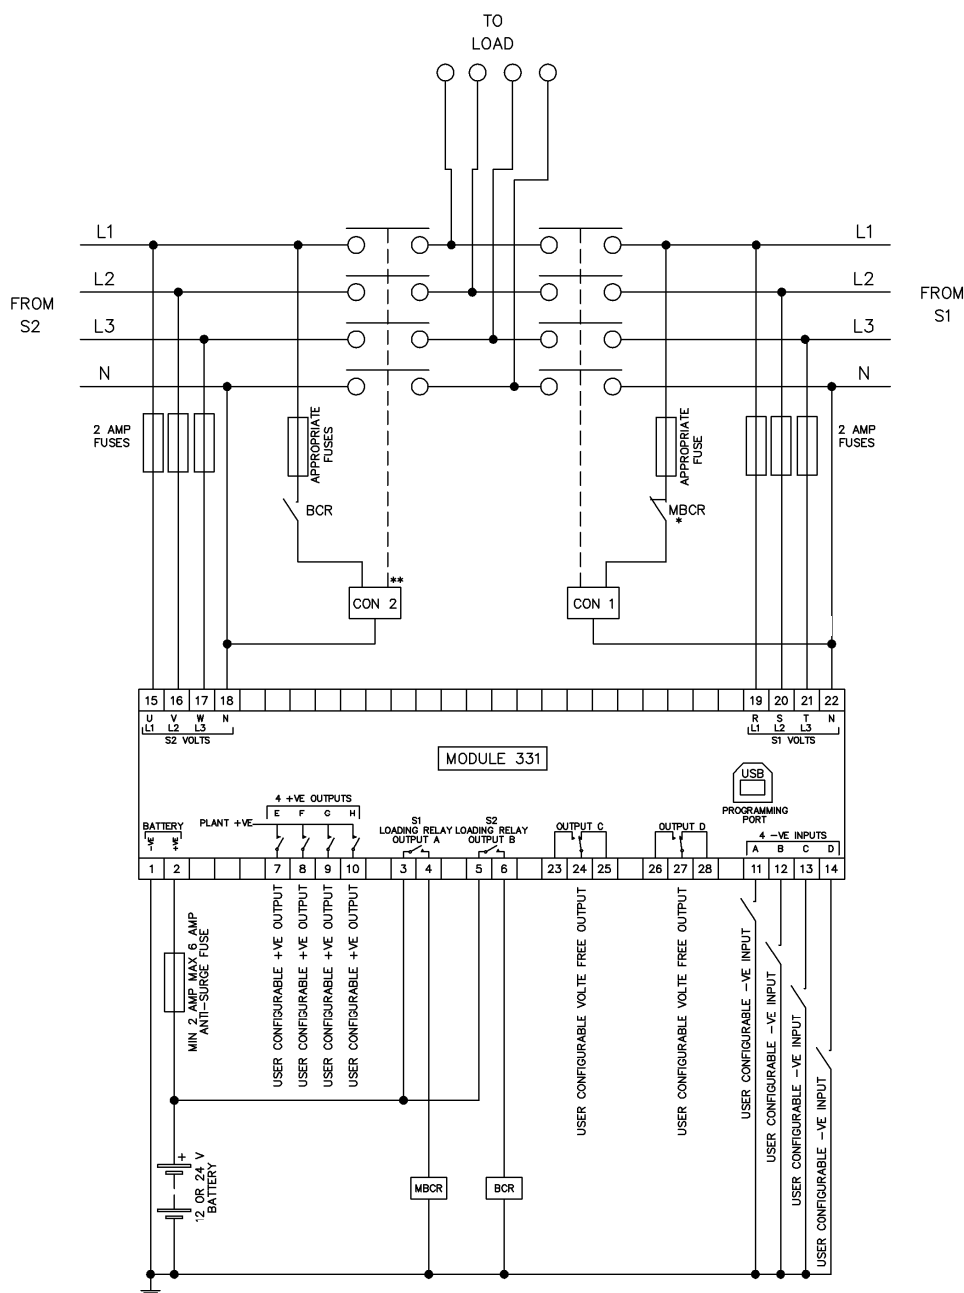 TO
LOAD
L1
L1
L2
L2
FROM
S2
FROM
S1
L3
L3
N
N
2 AMP
FUSES
APPROPRIATE
FUSES
APPROPRIATE
FUSE
2 AMP
FUSES
BCR
MBCR
*
**
CON 2
CON 1
15 16 17 18 19 20 21 22
U V W N R S T N
L1 L2 L3 L1 L2 L3
S2 VOLTS
S1 VOLTS
MODULE 331
USB
PROGRAMMING
PORT
4 +VE OUTPUTS
E F G H
PLANT +VE
BATTERY
-VE
+VE
S1
LOADING RELAY
OUTPUT A
S2
LOADING RELAY
OUTPUT B
OUTPUT C
OUTPUT D
4 -VE INPUTS
A B C D
1 2 7 8 9 10 3 4 5 6 23 24 25 26 27 28 11 12 13 14
MIN 2 AMP MAX 6 AMP
ANTI-SURGE FUSE
USER CONFIGURABLE +VE OUTPUT
USER CONFIGURABLE +VE OUTPUT
USER CONFIGURABLE +VE OUTPUT
USER CONFIGURABLE +VE OUTPUT
USER CONFIGURABLE VOLTE FREE OUTPUT
USER CONFIGURABLE VOLTE FREE OUTPUT
USER CONFIGURABLE -VE INPUT
USER CONFIGURABLE -VE INPUT
USER CONFIGURABLE -VE INPUT
USER CONFIGURABLE -VE INPUT
+
12 OR 24 V
BATTERY
MBCR
BCR